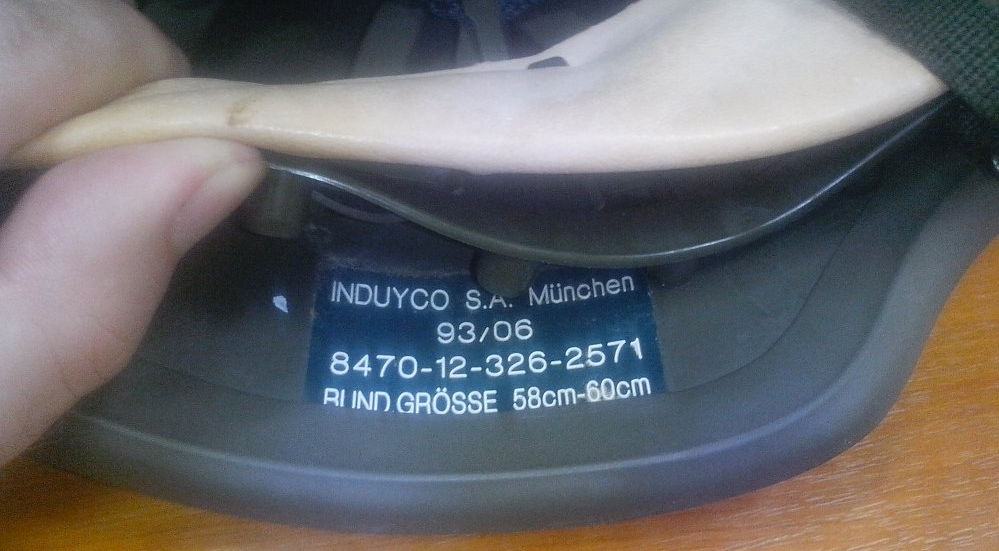 INDUYCO S.A. München
93/06
8470-12-326-2571
BUND GRÖSSE 58cm-60cm